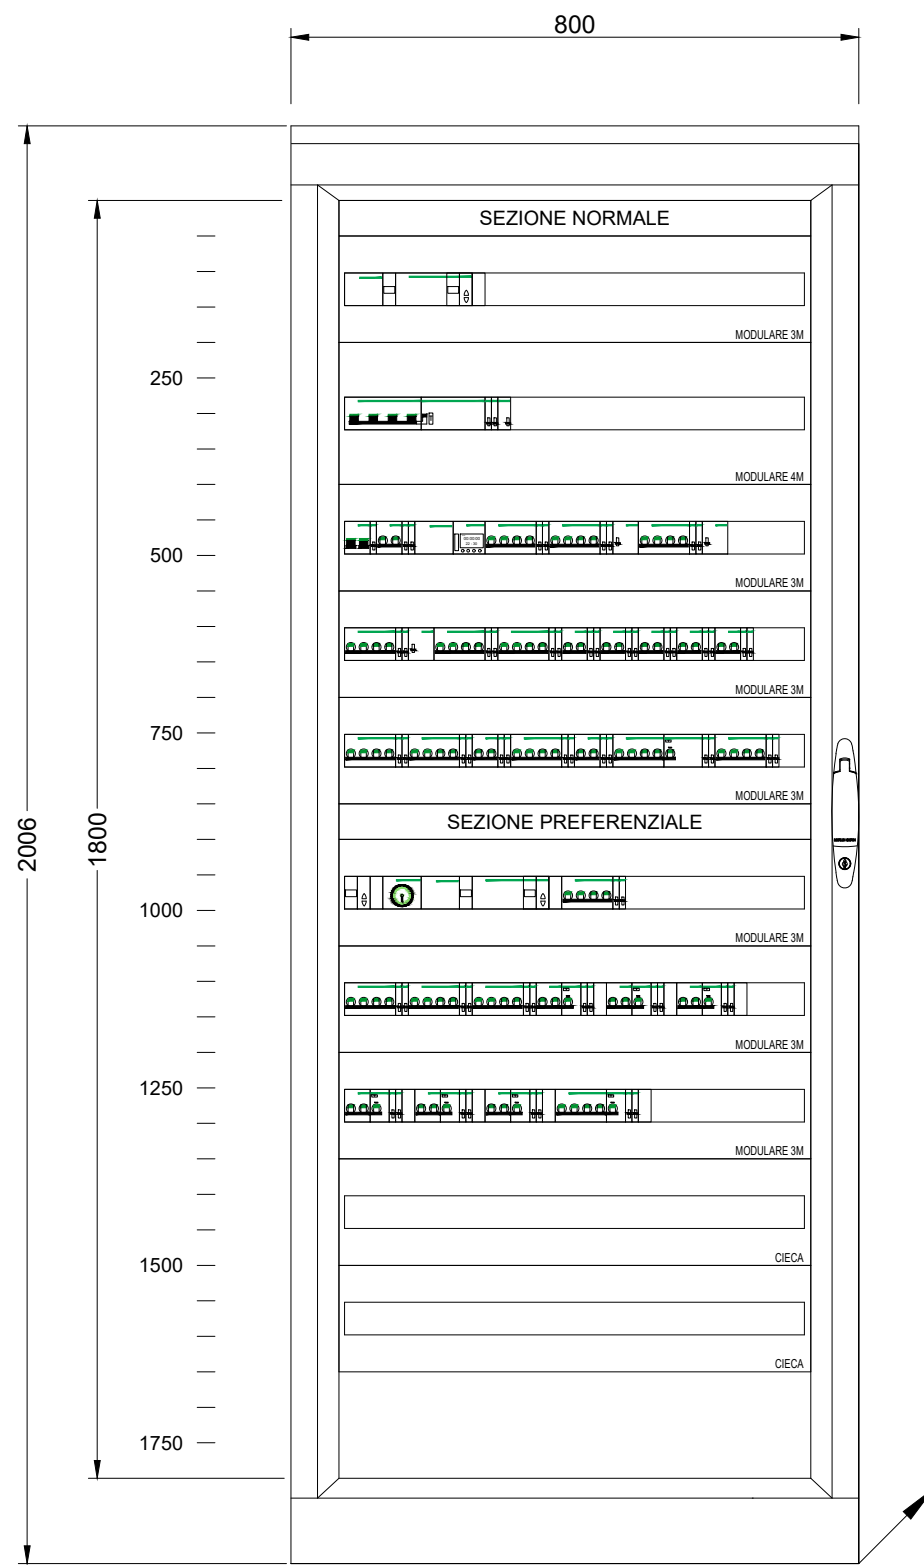 800
SEZIONE NORMALE
MODULARE 3M
250
MODULARE 4M
500
MODULARE 3M
MODULARE 3M
750
MODULARE 3M
2006
1800
SEZIONE PREFERENZIALE
1000
MODULARE 3M
MODULARE 3M
1250
MODULARE 3M
CIECA
1500
CIECA
1750